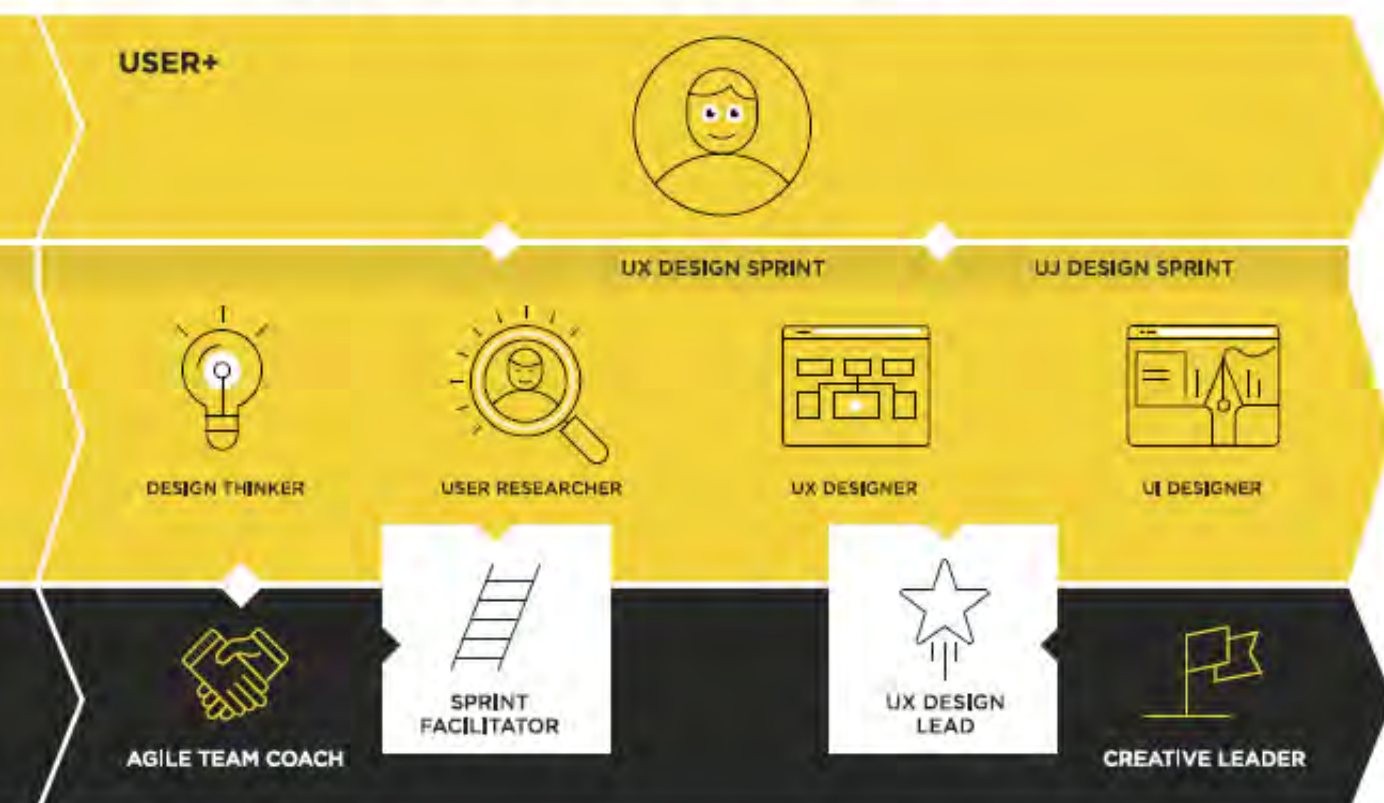 USER+
UX DESIGN SPRINT
UJ DESIGN SPRINT
DESIGN THINKER
USER RESEARCHER
UX DESIGNER
UI DESIGNER
SPRINT
FACILITATOR
UX DESIGN
LEAD
AGILE TEAM COACH
CREATIVE LEADER